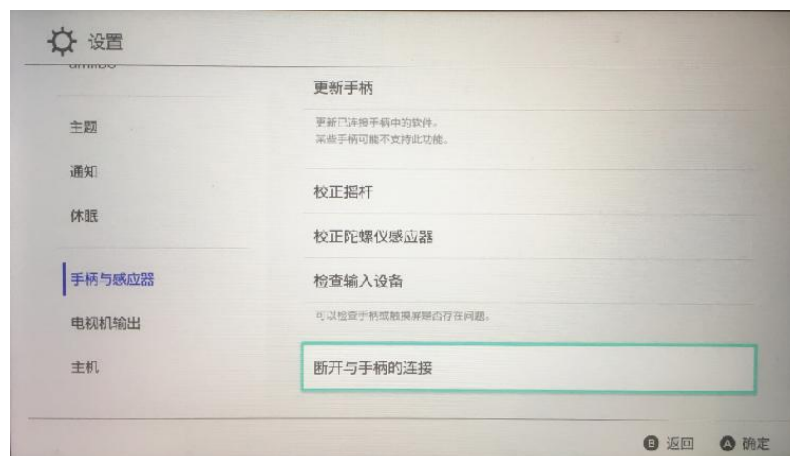 设置
amiibo
更新手柄
更新已连接手柄中的软件。
某些手柄可能不支持此功能。
主题
通知
校正摇杆
休眠
校正陀螺仪感应器
手柄与感应器
检查输入设备
可以检查手柄或触摸屏是否存在问题。
电视机输出
主机
断开与手柄的连接
B 返回 A 确定